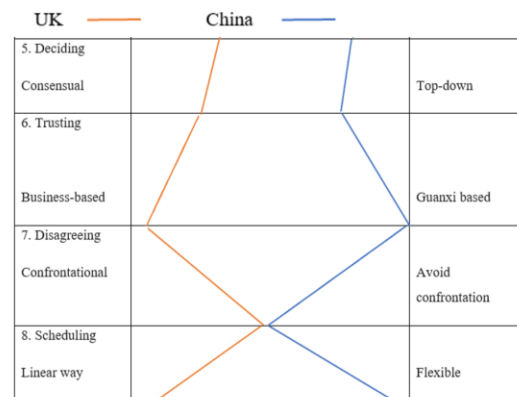 UK China
5. Deciding
Consensual Top-down
6. Trusting
Business-based Guanxi based
7. Disagreeing
Confrontational Avoid
confrontation
8. Scheduling
Linear way Flexible